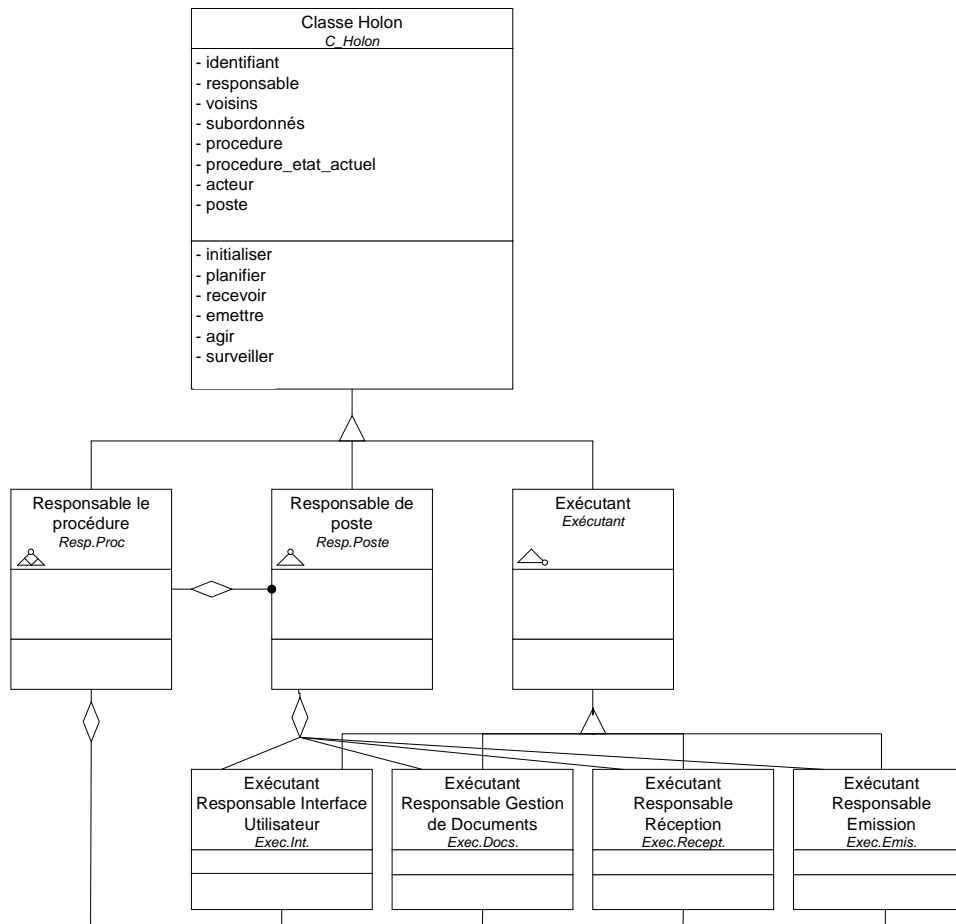 Classe Holon
C_Holon
- identifiant
- responsable
- voisins
- subordonnés
- procedure
- procedure_etat_actuel
- acteur
- poste
- initialiser
- planifier
- recevoir
- emettre
- agir
- surveiller
Responsable le
procédure
Resp.Proc
Responsable de
poste
Resp.Poste
Exécutant
Exécutant
Exécutant
Responsable Interface
Utilisateur
Exec.Int.
Exécutant
Responsable Gestion
de Documents
Exec.Docs.
Exécutant
Responsable
Réception
Exec.Recept.
Exécutant
Responsable
Emission
Exec.Emis.